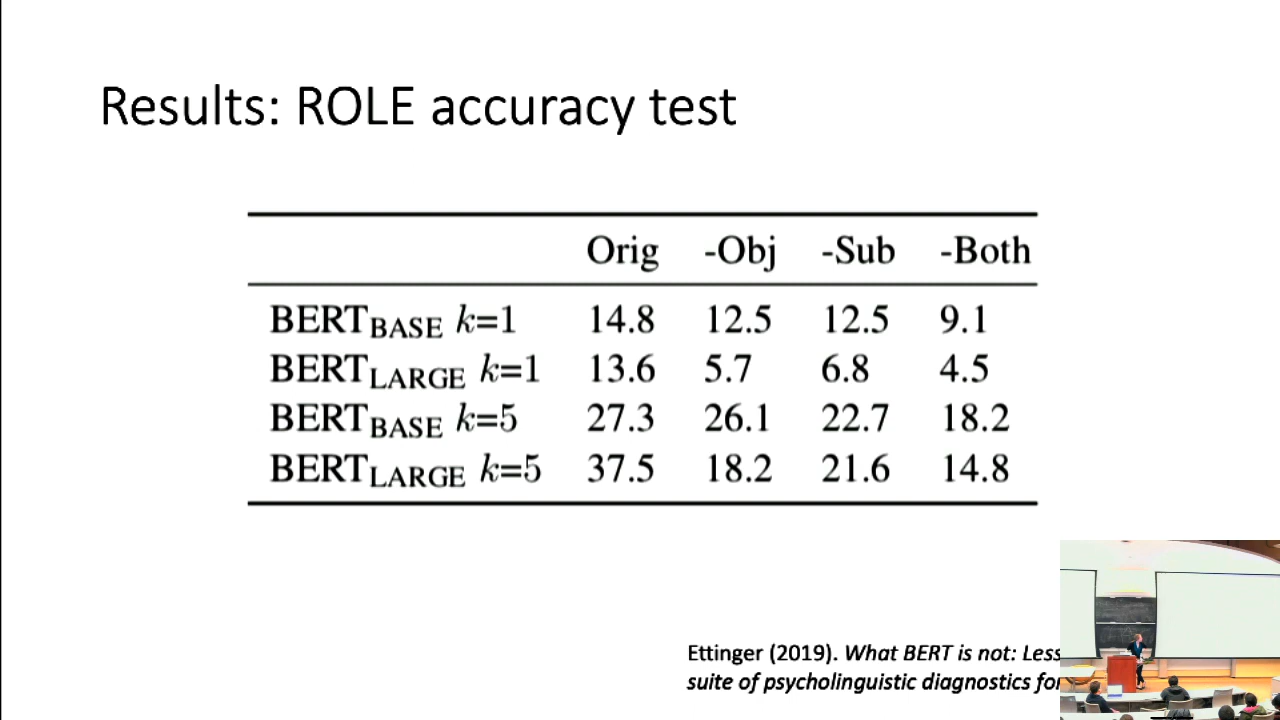 Results: ROLE accuracy test
Orig -Obj -Sub -Both
BERTBASE k=1 14.8 12.5 12.5 9.1
BERTLARGE k=1 13.6 5.7 6.8 4.5
BERTBASE k=5 27.3 26.1 22.7 18.2
BERTLARGE k=5 37.5 18.2 21.6 14.8
Ettinger (2019). What BERT is not: Less
suite of psycholinguistic diagnostics for